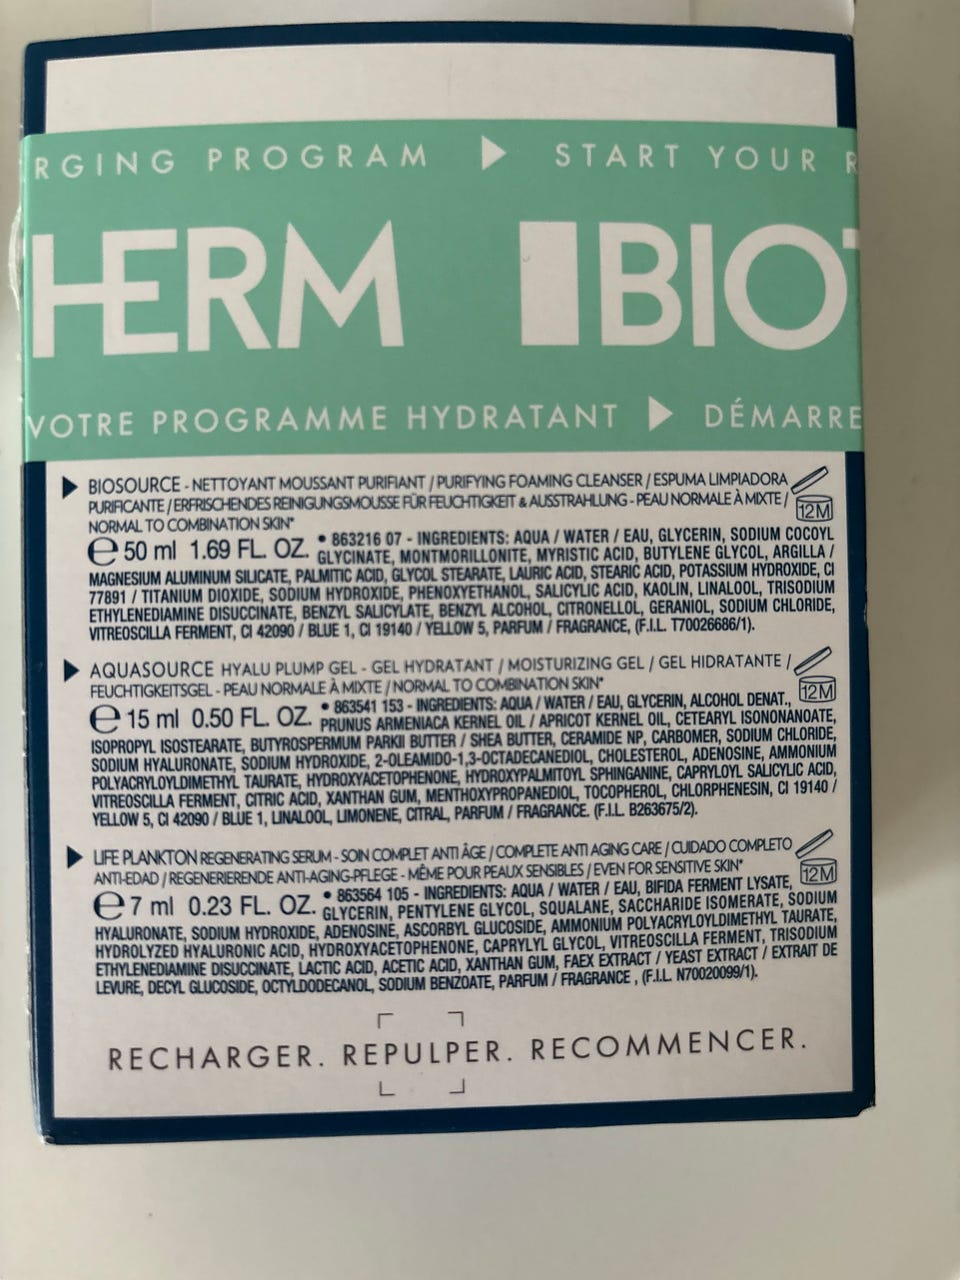 RGING PROGRAM ▶ START YOUR R
HERM BIOT
VOTRE PROGRAMME HYDRATANT ▶ DÉMARRE
▶ BIOSOURCE - NETTOYANT MOUSSANT PURIFIANT / PURIFYING FOAMING CLEANSER / ESPUMA LIMPIADORA
PURIFICANTE / ERFRISCHENDES REINIGUNGSMOUSSE FÜR FEUCHTIGKEIT & AUSSTRAHLUNG - PEAU NORMALE À MIXTE /
12M
NORMAL TO COMBINATION SKIN*
℮ 50 ml 1.69 FL. OZ. • 863216 07 - INGREDIENTS: AQUA / WATER / EAU, GLYCERIN, SODIUM COCOYL
GLYCINATE, MONTMORILLONITE, MYRISTIC ACID, BUTYLENE GLYCOL, ARGILLA /
MAGNESIUM ALUMINUM SILICATE, PALMITIC ACID, GLYCOL STEARATE, LAURIC ACID, STEARIC ACID, POTASSIUM HYDROXIDE, CI
77891 / TITANIUM DIOXIDE, SODIUM HYDROXIDE, PHENOXYETHANOL, SALICYLIC ACID, KAOLIN, LINALOOL, TRISODIUM
ETHYLENEDIAMINE DISUCCINATE, BENZYL SALICYLATE, BENZYL ALCOHOL, CITRONELLOL, GERANIOL, SODIUM CHLORIDE,
VITREOSCILLA FERMENT, CI 42090 / BLUE 1, CI 19140 / YELLOW 5, PARFUM / FRAGRANCE, (F.I.L. T70026686/1).
▶ AQUASOURCE HYALU PLUMP GEL - GEL HYDRATANT / MOISTURIZING GEL / GEL HIDRATANTE /
FEUCHTIGKEITSGEL - PEAU NORMALE À MIXTE / NORMAL TO COMBINATION SKIN*
12M
℮ 15 ml 0.50 FL. OZ. • 863541 153 - INGREDIENTS: AQUA / WATER / EAU, GLYCERIN, ALCOHOL DENAT.,
PRUNUS ARMENIACA KERNEL OIL / APRICOT KERNEL OIL, CETEARYL ISONONANOATE,
ISOPROPYL ISOSTEARATE, BUTYROSPERMUM PARKII BUTTER / SHEA BUTTER, CERAMIDE NP, CARBOMER, SODIUM CHLORIDE,
SODIUM HYALURONATE, SODIUM HYDROXIDE, 2-OLEAMIDO-1,3-OCTADECANEDIOL, CHOLESTEROL, ADENOSINE, AMMONIUM
POLYACRYLOYLDIMETHYL TAURATE, HYDROXYACETOPHENONE, HYDROXYPALMITOYL SPHINGANINE, CAPRYLOYL SALICYLIC ACID,
VITREOSCILLA FERMENT, CITRIC ACID, XANTHAN GUM, MENTHOXYPROPANEDIOL, TOCOPHEROL, CHLORPHENESIN, CI 19140 /
YELLOW 5, CI 42090 / BLUE 1, LINALOOL, LIMONENE, CITRAL, PARFUM / FRAGRANCE. (F.I.L. B263675/2).
▶ LIFE PLANKTON REGENERATING SERUM - SOIN COMPLET ANTI ÂGE / COMPLETE ANTI AGING CARE / CUIDADO COMPLETO
ANTI-EDAD / REGENERIERENDE ANTI-AGING-PFLEGE - MÊME POUR PEAUX SENSIBLES / EVEN FOR SENSITIVE SKIN*
12M
℮ 7 ml 0.23 FL. OZ. • 863564 105 - INGREDIENTS: AQUA / WATER / EAU, BIFIDA FERMENT LYSATE,
GLYCERIN, PENTYLENE GLYCOL, SQUALANE, SACCHARIDE ISOMERATE, SODIUM
HYALURONATE, SODIUM HYDROXIDE, ADENOSINE, ASCORBYL GLUCOSIDE, AMMONIUM POLYACRYLOYLDIMETHYL TAURATE,
HYDROLYZED HYALURONIC ACID, HYDROXYACETOPHENONE, CAPRYLYL GLYCOL, VITREOSCILLA FERMENT, TRISODIUM
ETHYLENEDIAMINE DISUCCINATE, LACTIC ACID, ACETIC ACID, XANTHAN GUM, FAEX EXTRACT / YEAST EXTRACT / EXTRAIT DE
LEVURE, DECYL GLUCOSIDE, OCTYLDODECANOL, SODIUM BENZOATE, PARFUM / FRAGRANCE , (F.I.L. N70020099/1).
RECHARGER. REPULPER. RECOMMENCER.